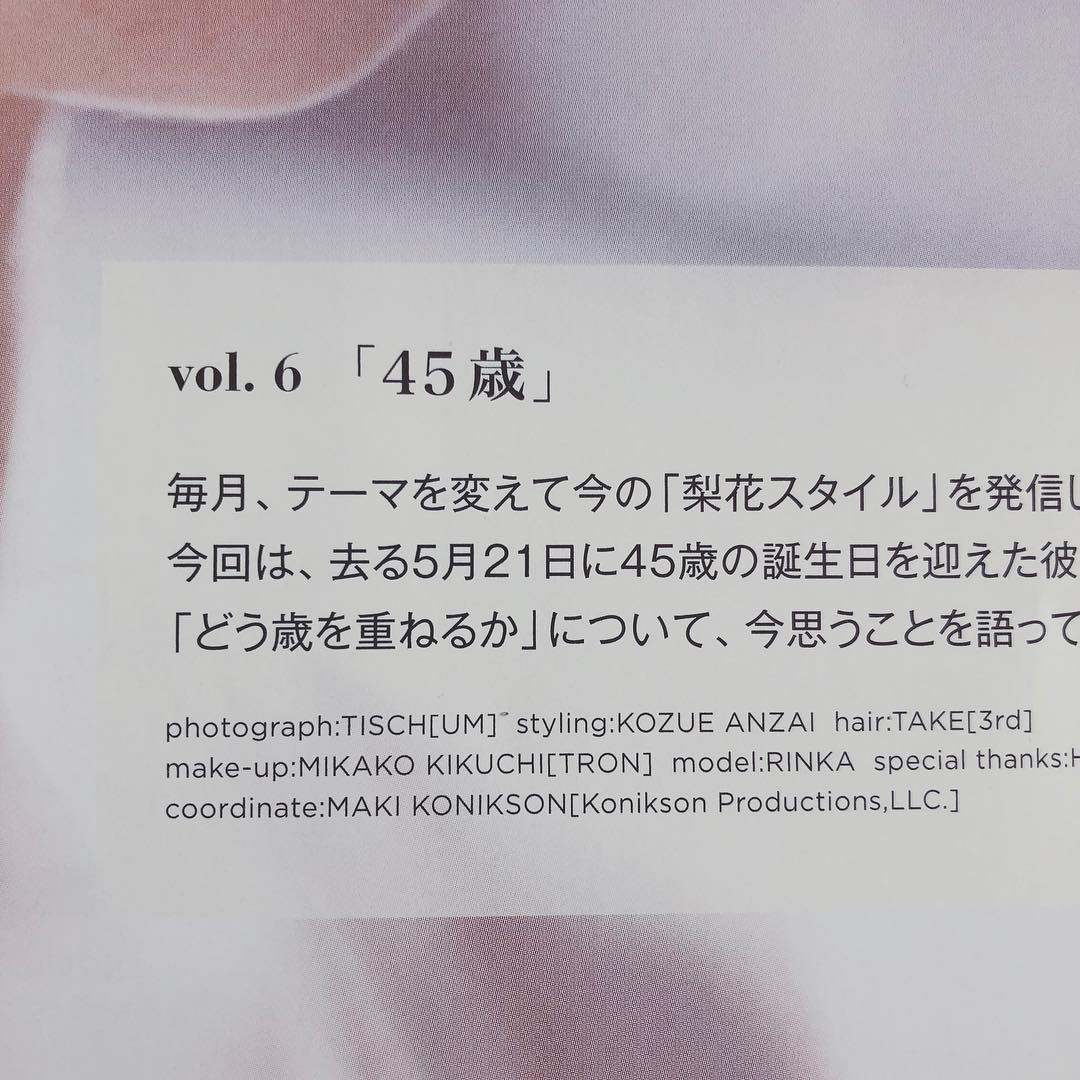 vol. 6 「45歳」
毎月、テーマを変えて今の「梨花スタイル」を発信し
今回は、去る5月21日に45歳の誕生日を迎えた彼
「どう歳を重ねるか」について、今思うことを語って
photograph:TISCH[UM] styling:KOZUE ANZAI hair:TAKE[3rd]
make-up:MIKAKO KIKUCHI[TRON] model:RINKA special thanks:H
coordinate:MAKI KONIKSON[Konikson Productions,LLC.]